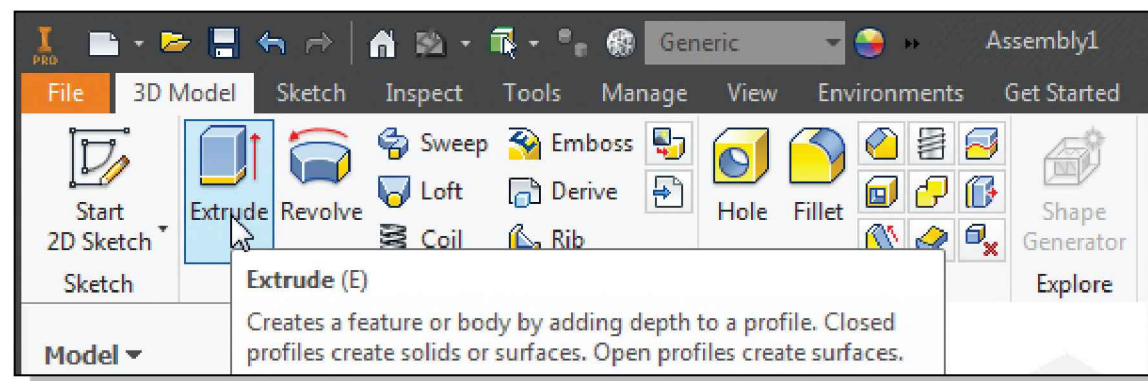 PRO Generic Assembly1
File 3D Model Sketch Inspect Tools Manage View Environments Get Started
Sweep Emboss
Loft Derive
Start Extrude Revolve Hole Fillet Shape
2D Sketch Coil Rib Generator
Sketch Explore
Extrude (E)
Creates a feature or body by adding depth to a profile. Closed
profiles create solids or surfaces. Open profiles create surfaces.
Model